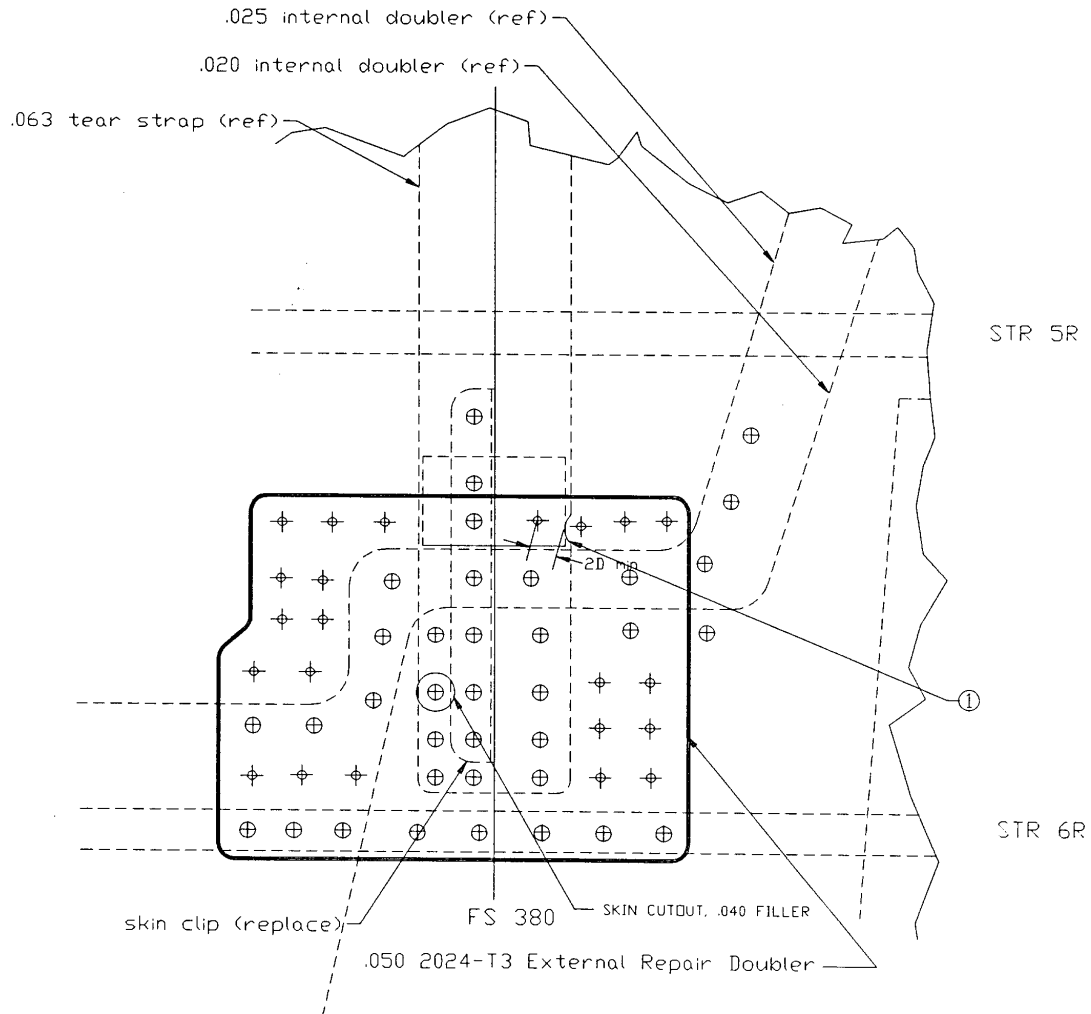 .025 internal doubler (ref)
.020 internal doubler (ref)
.063 tear strap (ref)
STR 5R
2D min
1
STR 6R
skin clip (replace)
FS 380
SKIN CUTOUT, .040 FILLER
.050 2024-T3 External Repair Doubler